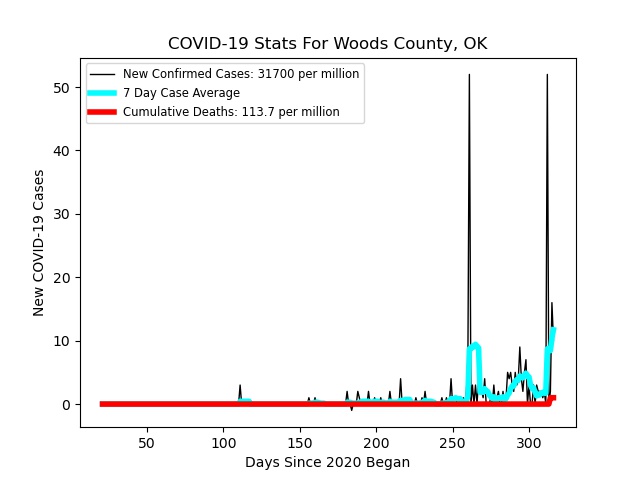 COVID-19 Stats For Woods County, OK
New Confirmed Cases: 31700 per million
7 Day Case Average
Cumulative Deaths: 113.7 per million
New COVID-19 Cases
50
40
30
20
10
0
50 100 150 200 250 300
Days Since 2020 Began